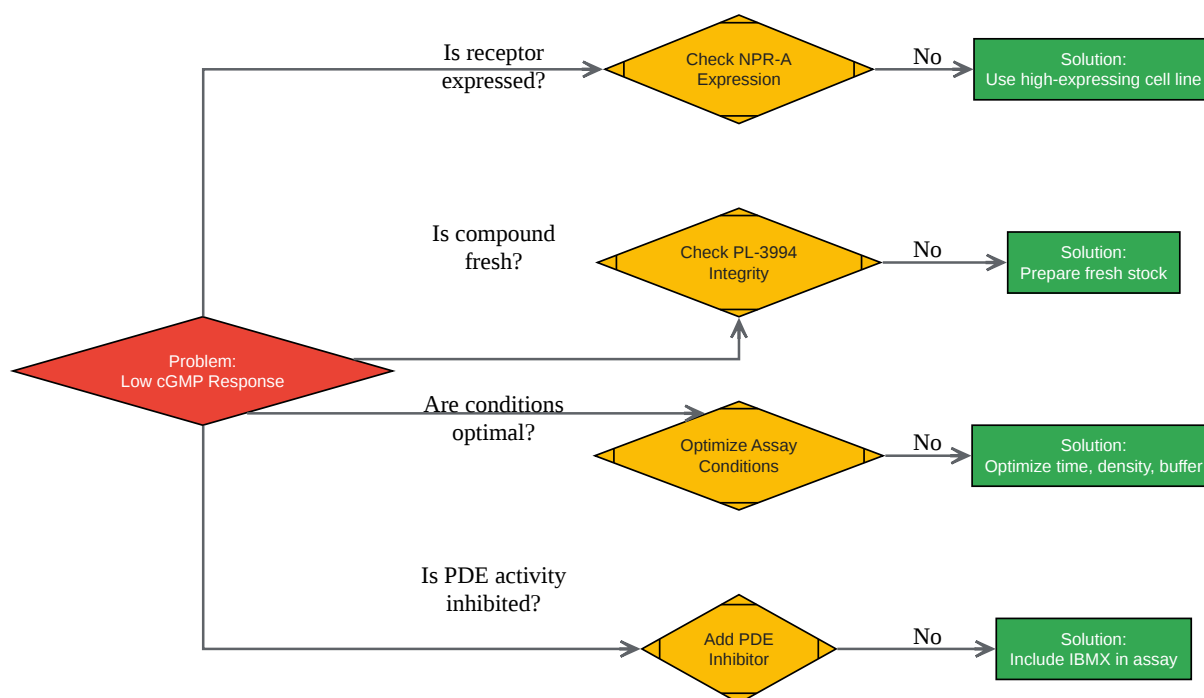 Is receptor
expressed?
Check NPR-A
Expression
No
Solution:
Use high-expressing cell line
Is compound
fresh?
Check PL-3994
Integrity
No
Solution:
Prepare fresh stock
Problem:
Low cGMP Response
Are conditions
optimal?
Optimize Assay
Conditions
No
Solution:
Optimize time, density, buffer
Is PDE activity
inhibited?
Add PDE
Inhibitor
No
Solution:
Include IBMX in assay